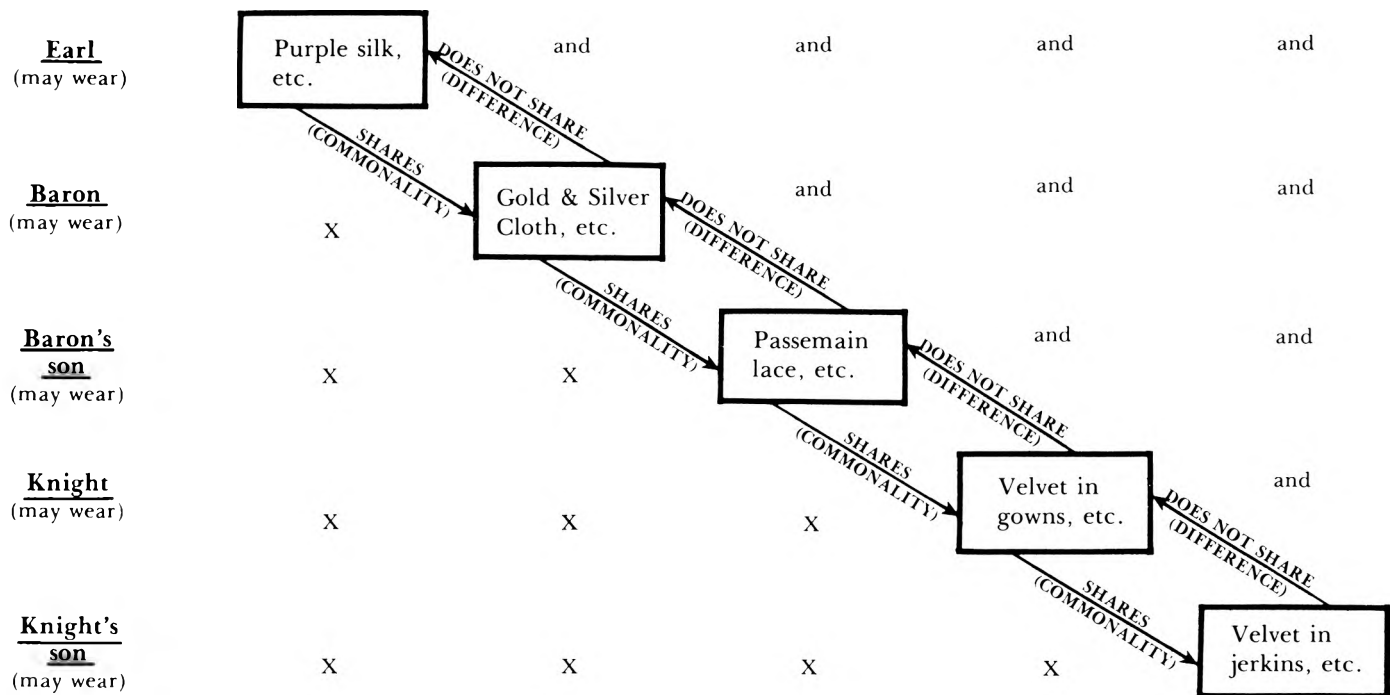 Earl
(may wear)
Purple silk,
etc.
and
and
and
and
DOES NOT SHARE
(DIFFERENCE)
SHARES
(COMMONALITY)
Baron
(may wear)
X
Gold & Silver
Cloth, etc.
and
and
and
DOES NOT SHARE
(DIFFERENCE)
SHARES
(COMMONALITY)
Baron's
son
(may wear)
X
X
Passemain
lace, etc.
and
and
DOES NOT SHARE
(DIFFERENCE)
SHARES
(COMMONALITY)
Knight
(may wear)
X
X
X
Velvet in
gowns, etc.
and
DOES NOT SHARE
(DIFFERENCE)
SHARES
(COMMONALITY)
Knight's
son
(may wear)
X
X
X
X
Velvet in
jerkins, etc.